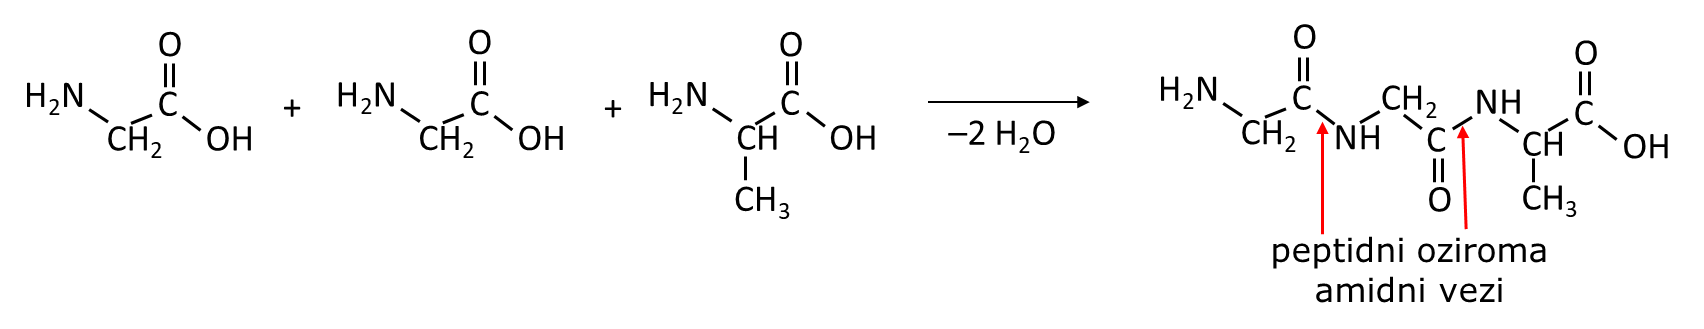 O O O O O
H₂N C + H₂N C + H₂N C H₂N C CH₂ NH C
CH₂ OH CH₂ OH CH OH −2 H₂O CH₂ NH C CH OH
CH₃ O CH₃
peptidni oziroma
amidni vezi